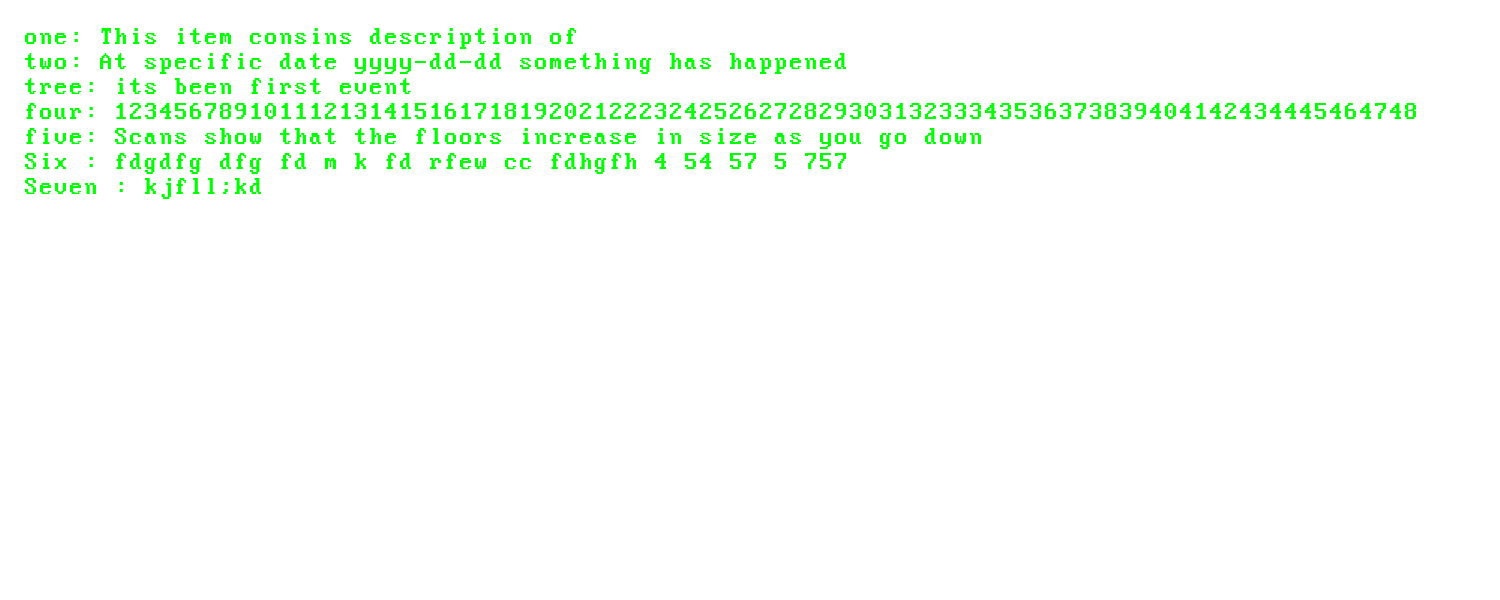 one: This item consins description of
two: At specific date yyyy-dd-dd something has happened
tree: its been first event
four: 123456789101112131415161718192021222324252627282930313233343536373839404142434445464748
five: Scans show that the floors increase in size as you go down
Six : fdgdfg dfg fd m k fd rfew cc fdhgfh 4 54 57 5 757
Seven : kjfll;kd